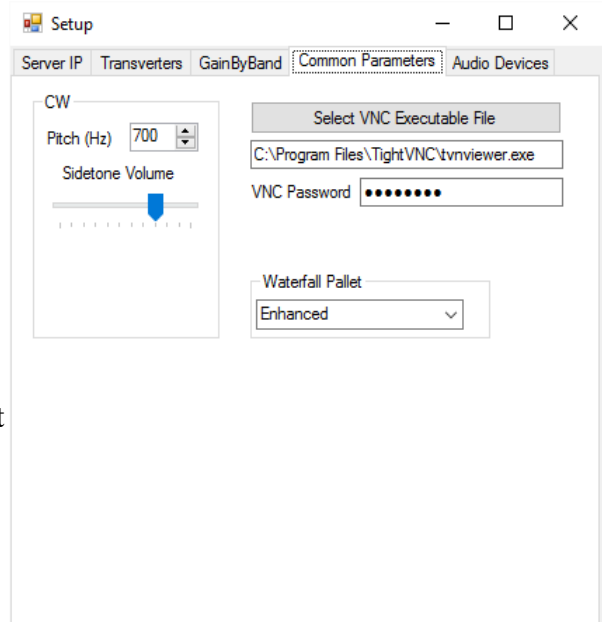 Setup
Server IP Transverters GainByBand Common Parameters Audio Devices
CW
Pitch (Hz) 700
Sidetone Volume
Select VNC Executable File
C:\Program Files\TightVNC\tvnviewer.exe
VNC Password ●●●●●●●●
Waterfall Pallet
Enhanced
t